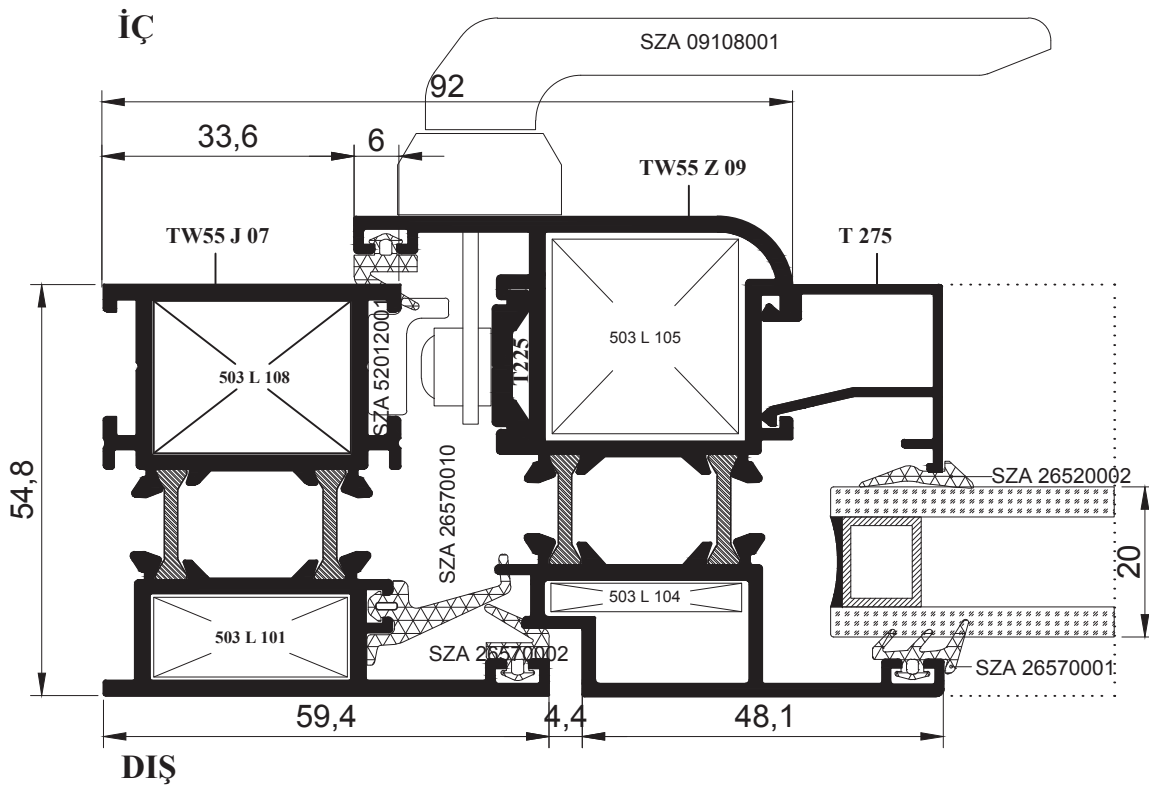 İÇ
SZA 09108001
92
33,6
6
TW55 Z 09
TW55 J 07
T 275
503 L 108
SZA 52012001
T225
503 L 105
54,8
SZA 26570010
SZA 26520002
20
503 L 104
503 L 101
SZA 26570002
SZA 26570001
59,4
4,4
48,1
DIŞ